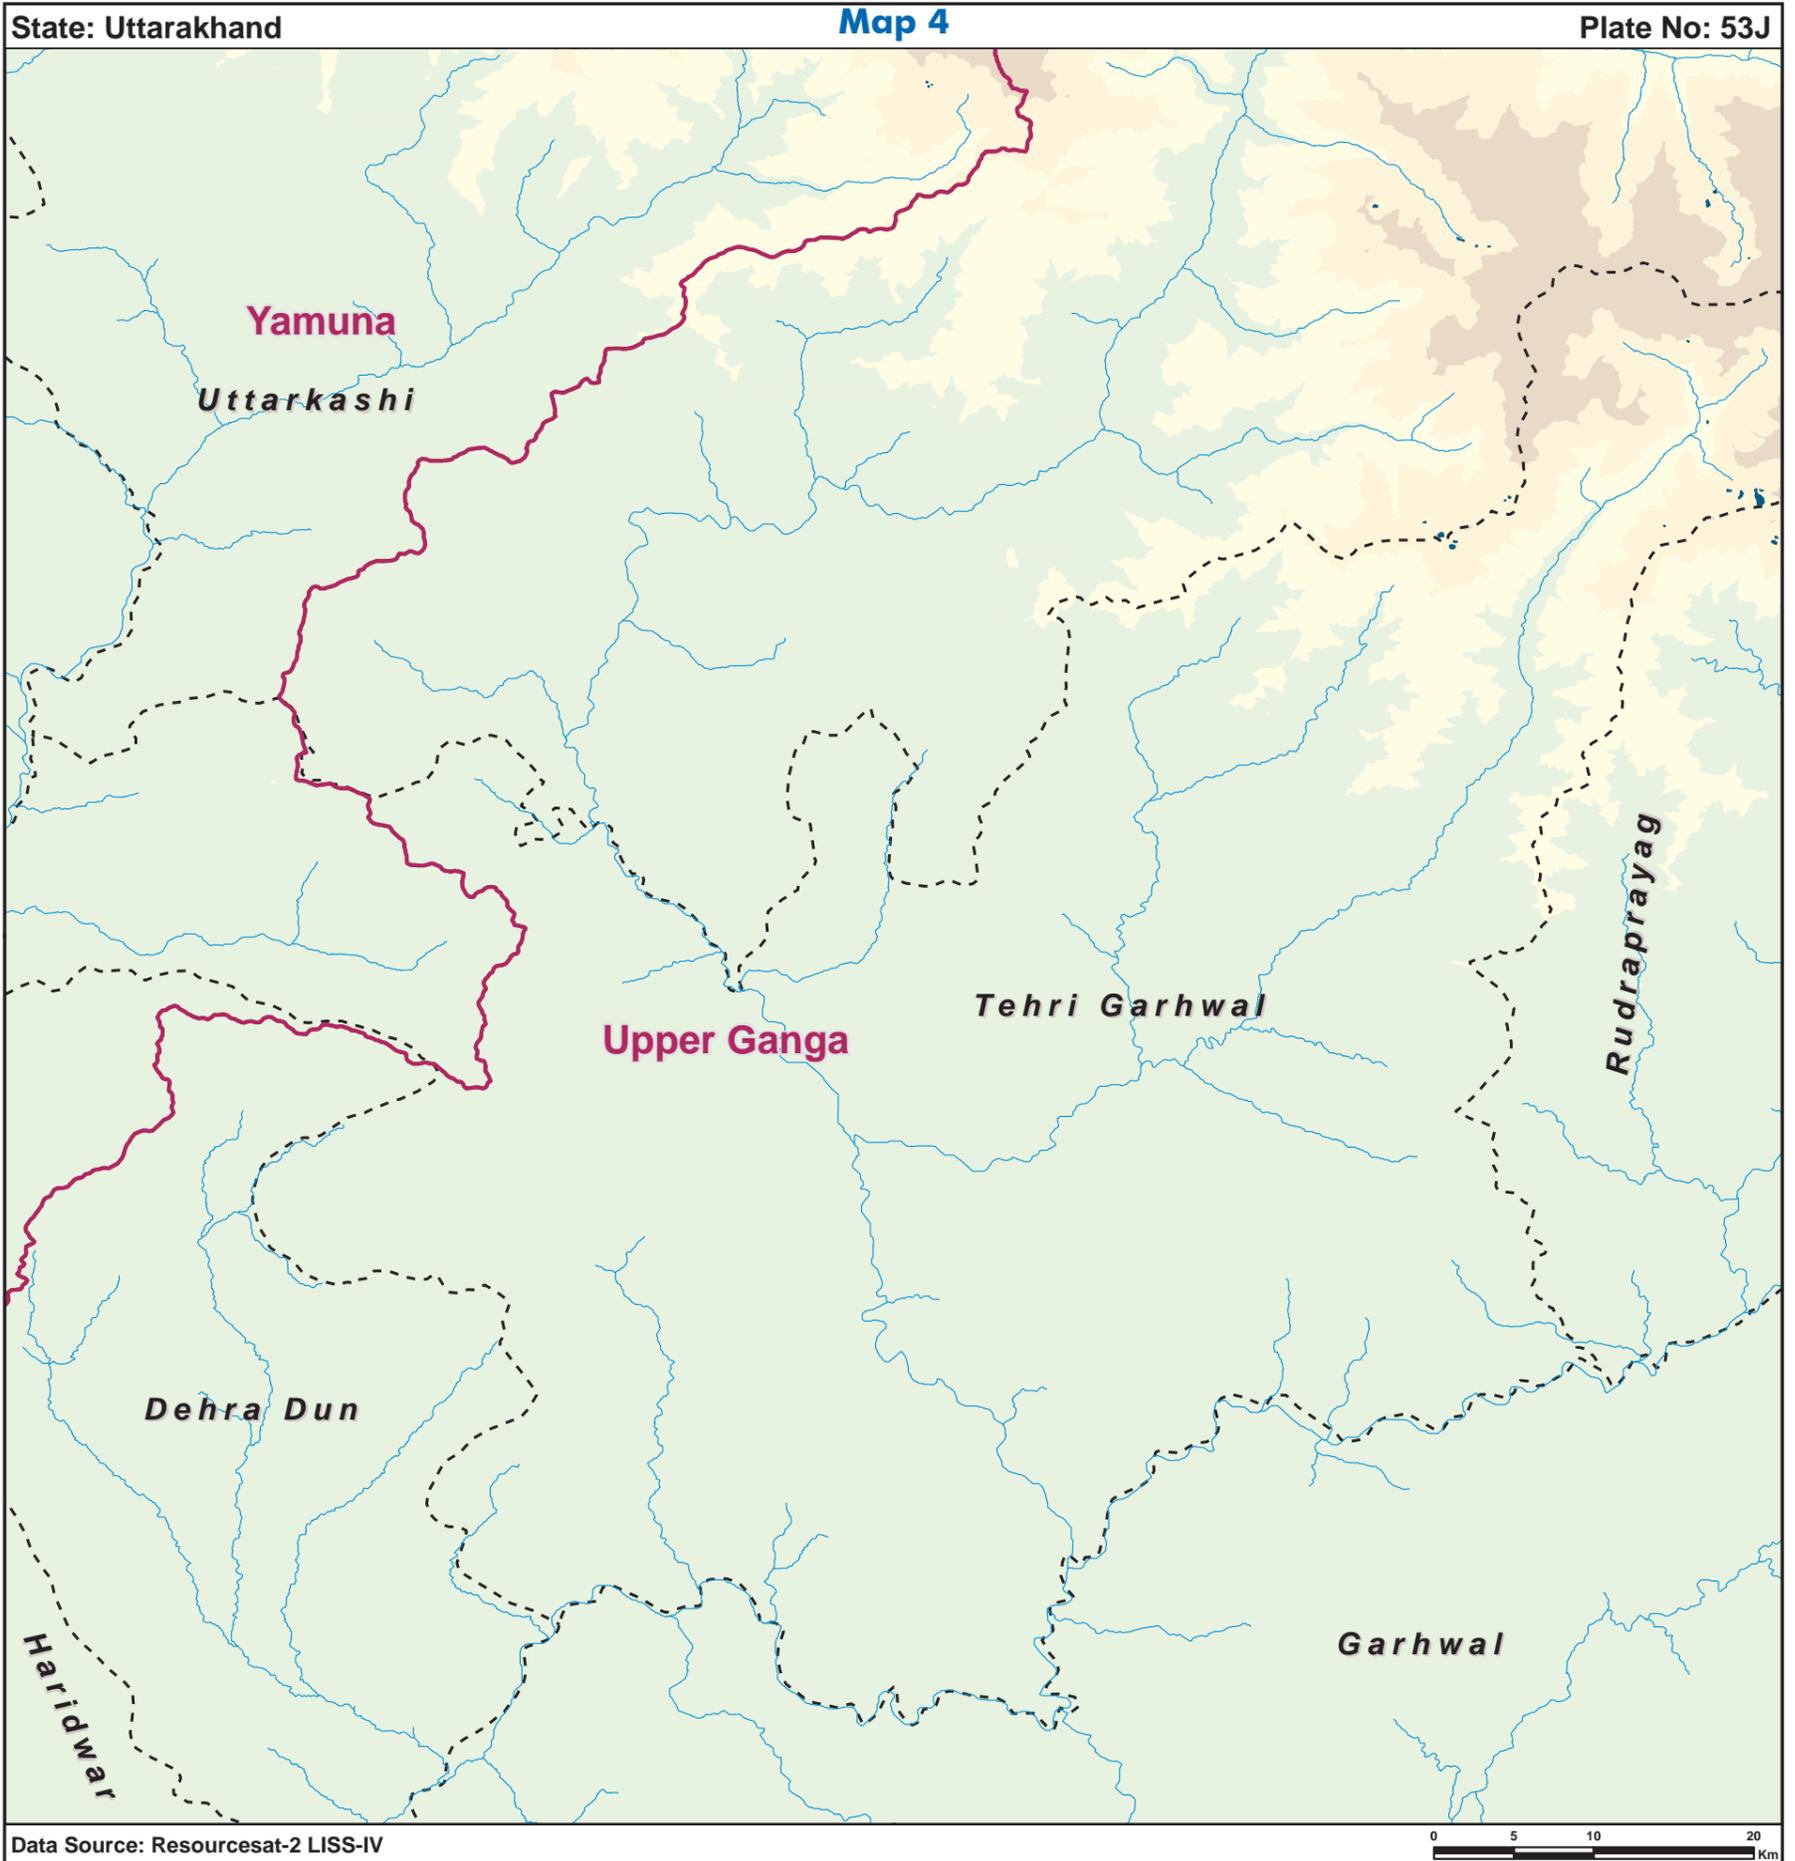 State: Uttarakhand
Map 4
Plate No: 53J
Yamuna
Uttarkashi
Rudraprayag
Tehri Garhwal
Upper Ganga
Dehra Dun
Garhwal
Haridwar
Data Source: Resourcesat-2 LISS-IV
0 5 10 20
Km